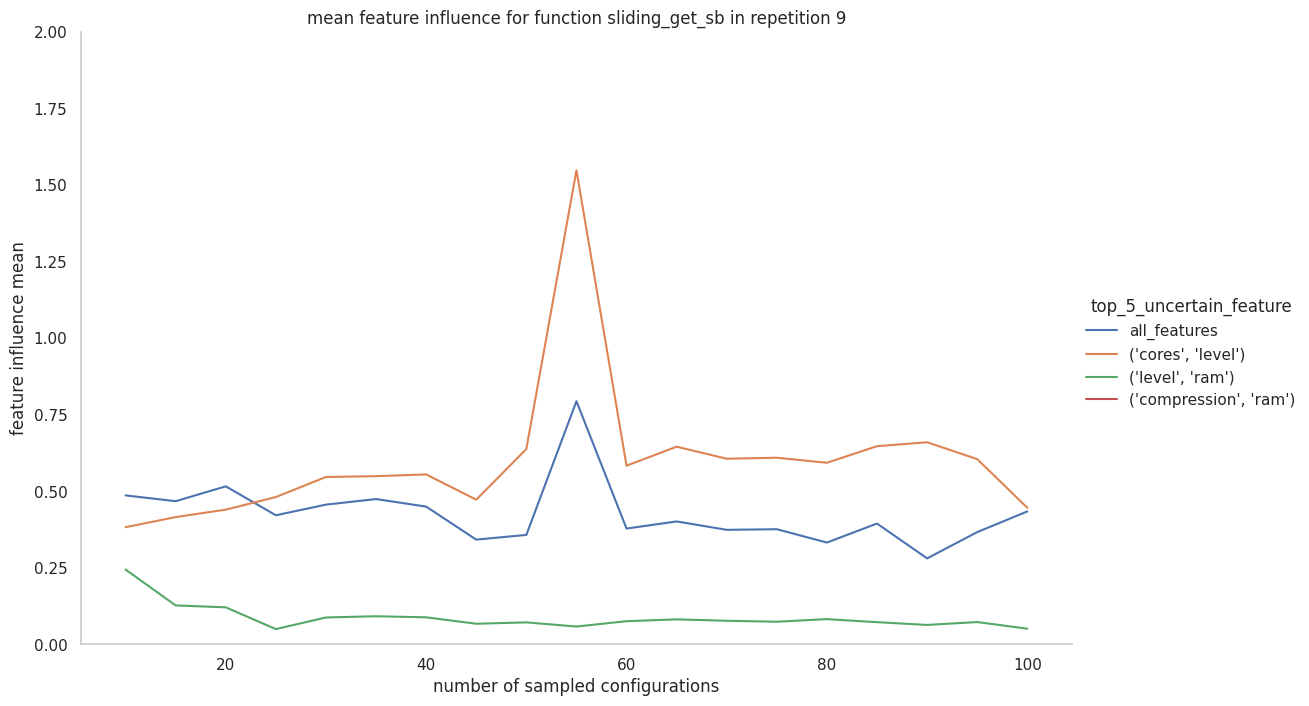 mean feature influence for function sliding_get_sb in repetition 9
2.00
1.75
1.50
1.25
1.00
0.75
0.50
0.25
0.00
feature influence mean
20
40
60
80
100
number of sampled configurations
top_5_uncertain_feature
all_features
('cores', 'level')
('level', 'ram')
('compression', 'ram')